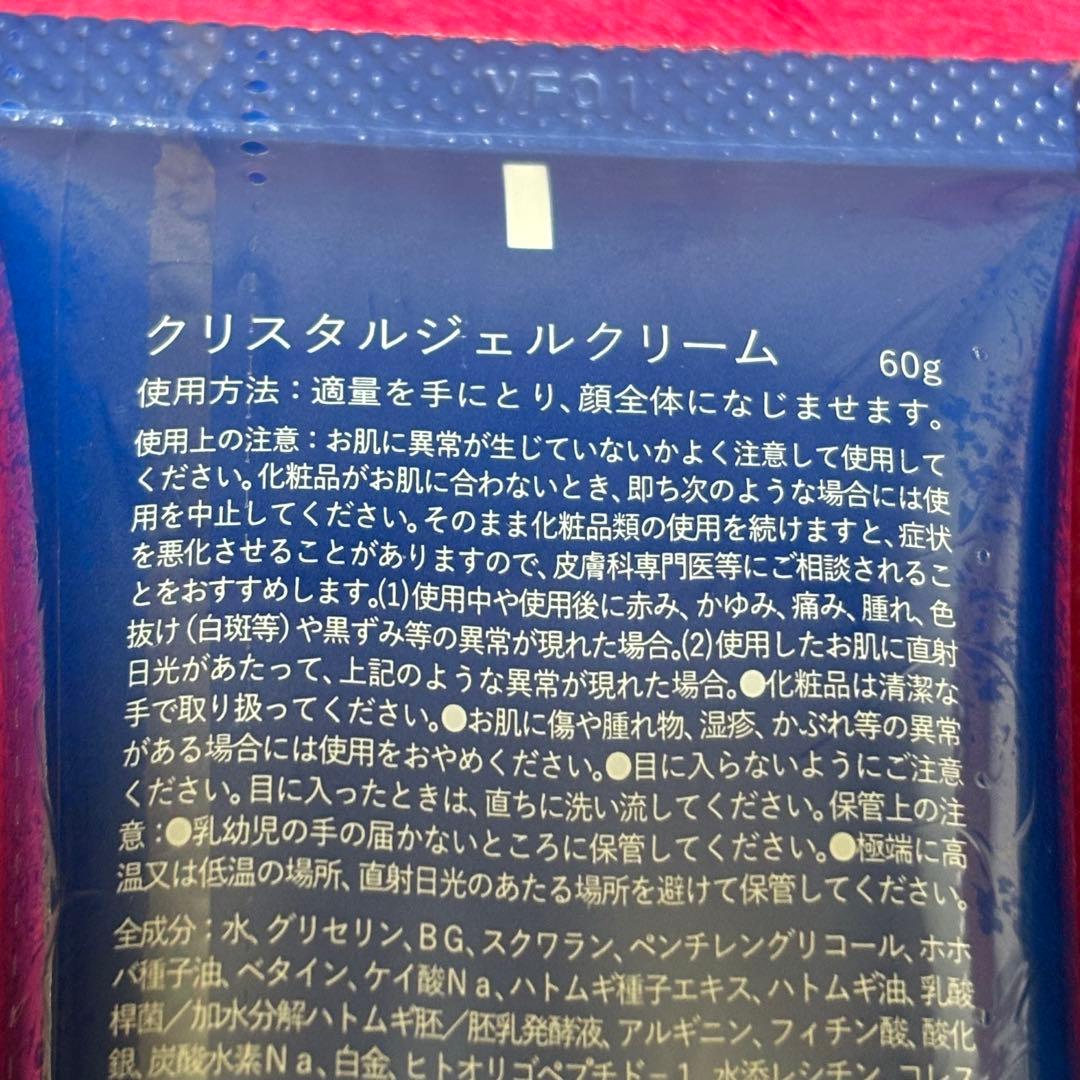 VF01
クリスタルジェルクリーム 60g
使用方法：適量を手にとり、顔全体になじませます。
使用上の注意：お肌に異常が生じていないかよく注意して使用して
ください。化粧品がお肌に合わないとき、即ち次のような場合には使
用を中止してください。そのまま化粧品類の使用を続けますと、症状
を悪化させることがありますので、皮膚科専門医等にご相談されるこ
とをおすすめします。(1)使用中や使用後に赤み、かゆみ、痛み、腫れ、色
抜け（白斑等）や黒ずみ等の異常が現れた場合。(2)使用したお肌に直射
日光があたって、上記のような異常が現れた場合。●化粧品は清潔な
手で取り扱ってください。●お肌に傷や腫れ物、湿疹、かぶれ等の異常
がある場合には使用をおやめください。●目に入らないようにご注意
ください。目に入ったときは、直ちに洗い流してください。保管上の注
意：●乳幼児の手の届かないところに保管してください。●極端に高
温又は低温の場所、直射日光のあたる場所を避けて保管してください。
全成分：水、グリセリン、BG、スクワラン、ペンチレングリコール、ホホ
バ種子油、ベタイン、ケイ酸Na、ハトムギ種子エキス、ハトムギ油、乳酸
桿菌／加水分解ハトムギ胚／胚乳発酵液、アルギニン、フィチン酸、酸化
銀、炭酸水素Na、白金、ヒトオリゴペプチド-1、水添レシチン、コレス